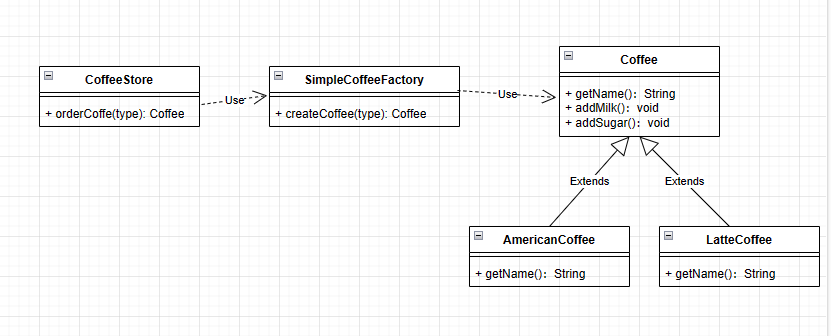 CoffeeStore
+ orderCoffe(type): Coffee
Use
SimpleCoffeeFactory
+ createCoffee(type): Coffee
Use
Coffee
+ getName()：String
+ addMilk()：void
+ addSugar()：void
Extends
Extends
AmericanCoffee
+ getName()：String
LatteCoffee
+ getName()：String